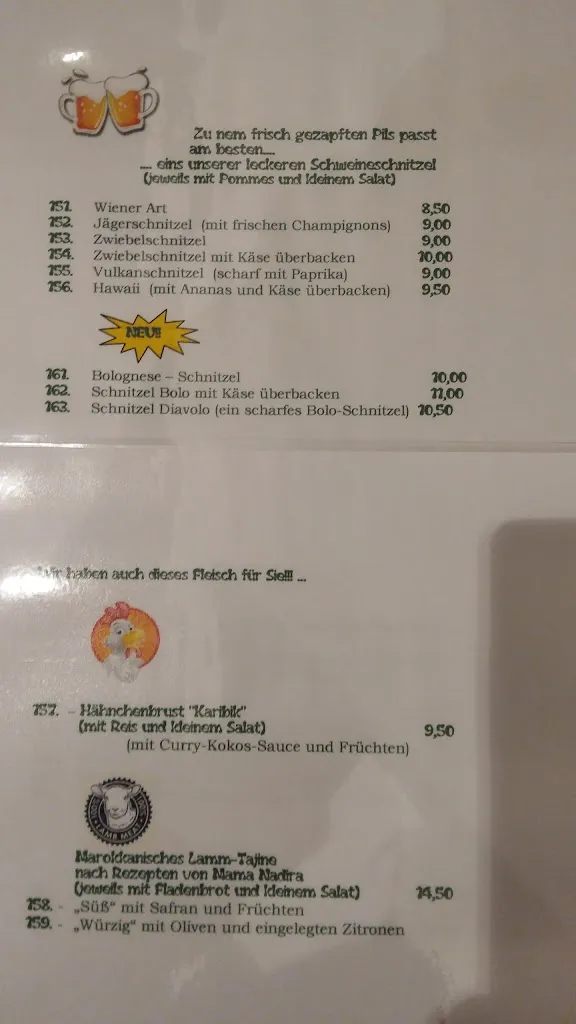 Zu nem frisch gezapften Pils passt
am besten....
.... eins unserer leckeren Schweineschnitzel
(jeweils mit Pommes und kleinem Salat)
151. Wiener Art 8,50
152. Jägerschnitzel (mit frischen Champignons) 9,00
153. Zwiebelschnitzel 9,00
154. Zwiebelschnitzel mit Käse überbacken 10,00
155. Vulkanschnitzel (scharf mit Paprika) 9,00
156. Hawaii (mit Ananas und Käse überbacken) 9,50
NEU!!
161. Bolognese – Schnitzel 10,00
162. Schnitzel Bolo mit Käse überbacken 11,00
163. Schnitzel Diavolo (ein scharfes Bolo-Schnitzel) 10,50
Wir haben auch dieses Fleisch für Sie!!! ...
157. – Hähnchenbrust "Karibik"
(mit Reis und kleinem Salat) 9,50
(mit Curry-Kokos-Sauce und Früchten)
LAMB MEAT
Marokkanisches Lamm-Tajine
nach Rezepten von Mama Nadira
(jeweils mit Fladenbrot und kleinem Salat) 14,50
158. - „Süß" mit Safran und Früchten
159. - „Würzig" mit Oliven und eingelegten Zitronen